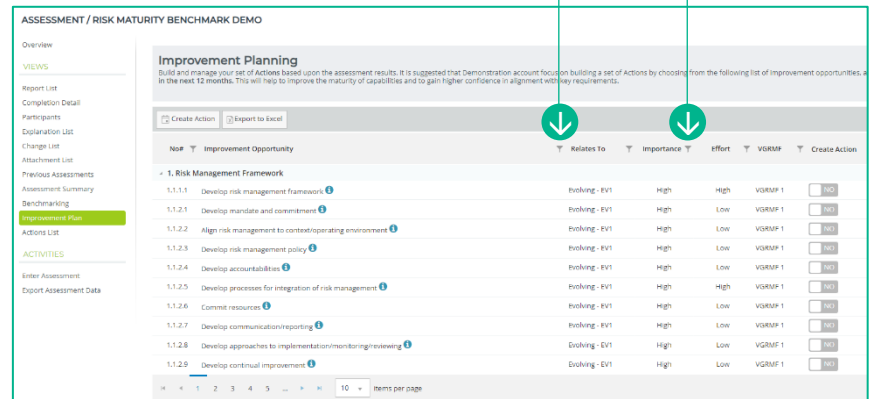 ASSESSMENT / RISK MATURITY BENCHMARK DEMO
Overview
VIEWS
Report List
Completion Detail
Participants
Explanation List
Change List
Attachment List
Previous Assessments
Assessment Summary
Benchmarking
Improvement Plan
Actions List
ACTIVITIES
Enter Assessment
Export Assessment Data
Improvement Planning
Build and manage your set of Actions based upon the assessment results. It is suggested that Demonstration account focus on building a set of Actions by choosing from the following list of improvement opportunities, a
in the next 12 months. This will help to improve the maturity of capabilities and to gain higher confidence in alignment with key requirements.
Create Action Export to Excel
No# Improvement Opportunity Relates To Importance Effort VGRMF Create Action
1. Risk Management Framework
1.1.1.1 Develop risk management framework Evolving - EV1 High High VGRMF 1 NO
1.1.2.1 Develop mandate and commitment Evolving - EV1 High Low VGRMF 1 NO
1.1.2.2 Align risk management to context/operating environment Evolving - EV1 High Low VGRMF 1 NO
1.1.2.3 Develop risk management policy Evolving - EV1 High Low VGRMF 1 NO
1.1.2.4 Develop accountabilities Evolving - EV1 High Low VGRMF 1 NO
1.1.2.5 Develop processes for integration of risk management Evolving - EV1 High High VGRMF 1 NO
1.1.2.6 Commit resources Evolving - EV1 High Low VGRMF 1 NO
1.1.2.7 Develop communication/reporting Evolving - EV1 High Low VGRMF 1 NO
1.1.2.8 Develop approaches to implementation/monitoring/reviewing Evolving - EV1 High Low VGRMF 1 NO
1.1.2.9 Develop continual improvement Evolving - EV1 High Low VGRMF 1 NO
1 2 3 4 5 ... 10 items per page